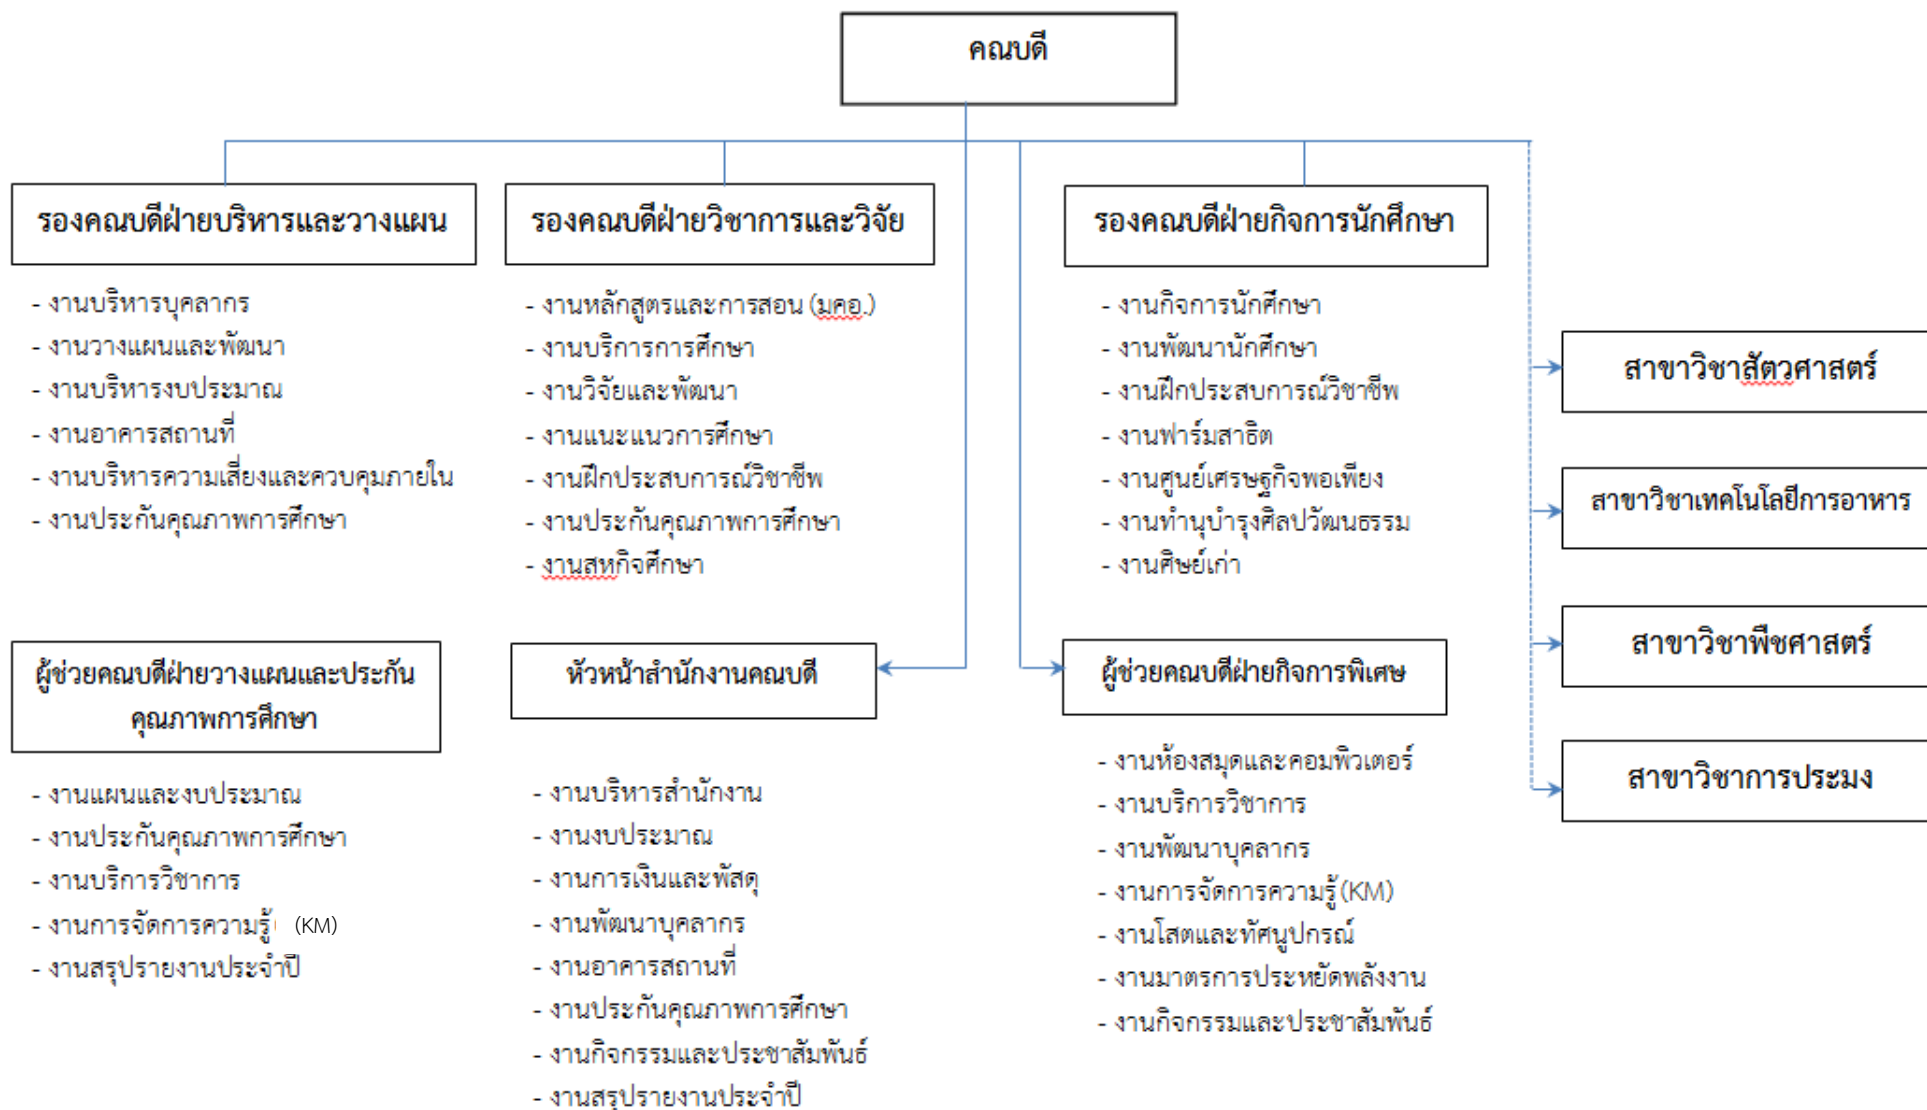 คณบดี
รองคณบดีฝ่ายบริหารและวางแผน
- งานบริหารบุคลากร
- งานวางแผนและพัฒนา
- งานบริหารงบประมาณ
- งานอาคารสถานที่
- งานบริหารความเสี่ยงและควบคุมภายใน
- งานประกันคุณภาพการศึกษา
รองคณบดีฝ่ายวิชาการและวิจัย
- งานหลักสูตรและการสอน (มคอ.)
- งานบริการการศึกษา
- งานวิจัยและพัฒนา
- งานแนะแนวการศึกษา
- งานฝึกประสบการณ์วิชาชีพ
- งานประกันคุณภาพการศึกษา
- งานสหกิจศึกษา
รองคณบดีฝ่ายกิจการนักศึกษา
- งานกิจการนักศึกษา
- งานพัฒนานักศึกษา
- งานฝึกประสบการณ์วิชาชีพ
- งานฟาร์มสาธิต
- งานศูนย์เศรษฐกิจพอเพียง
- งานทำนุบำรุงศิลปวัฒนธรรม
- งานศิษย์เก่า
สาขาวิชาสัตวศาสตร์
สาขาวิชาเทคโนโลยีการอาหาร
สาขาวิชาพืชศาสตร์
สาขาวิชาการประมง
ผู้ช่วยคณบดีฝ่ายวางแผนและประกัน
คุณภาพการศึกษา
- งานแผนและงบประมาณ
- งานประกันคุณภาพการศึกษา
- งานบริการวิชาการ
- งานการจัดการความรู้ (KM)
- งานสรุปรายงานประจำปี
หัวหน้าสำนักงานคณบดี
- งานบริหารสำนักงาน
- งานงบประมาณ
- งานการเงินและพัสดุ
- งานพัฒนาบุคลากร
- งานอาคารสถานที่
- งานประกันคุณภาพการศึกษา
- งานกิจกรรมและประชาสัมพันธ์
- งานสรุปรายงานประจำปี
ผู้ช่วยคณบดีฝ่ายกิจการพิเศษ
- งานห้องสมุดและคอมพิวเตอร์
- งานบริการวิชาการ
- งานพัฒนาบุคลากร
- งานการจัดการความรู้ (KM)
- งานโสตและทัศนูปกรณ์
- งานมาตรการประหยัดพลังงาน
- งานกิจกรรมและประชาสัมพันธ์